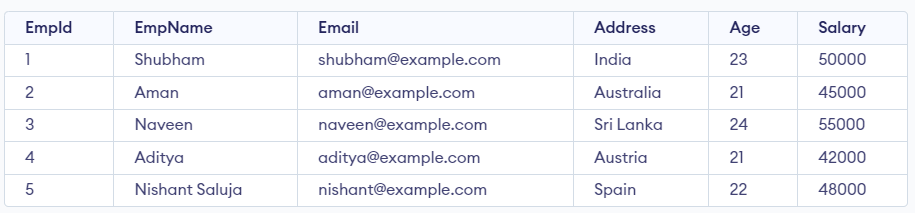 EmpId EmpName Email Address Age Salary
1 Shubham shubham@example.com India 23 50000
2 Aman aman@example.com Australia 21 45000
3 Naveen naveen@example.com Sri Lanka 24 55000
4 Aditya aditya@example.com Austria 21 42000
5 Nishant Saluja nishant@example.com Spain 22 48000